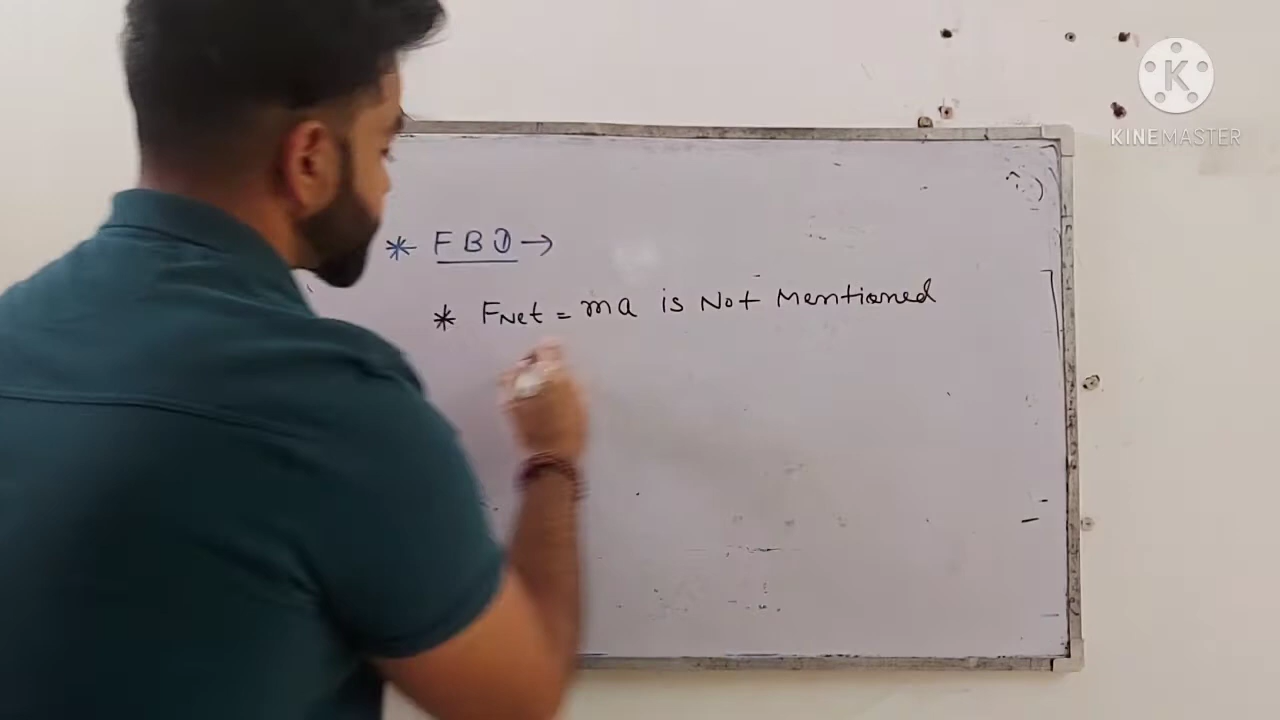 K
KINEMASTER
* FBD →
* FNet = ma is Not Mentioned